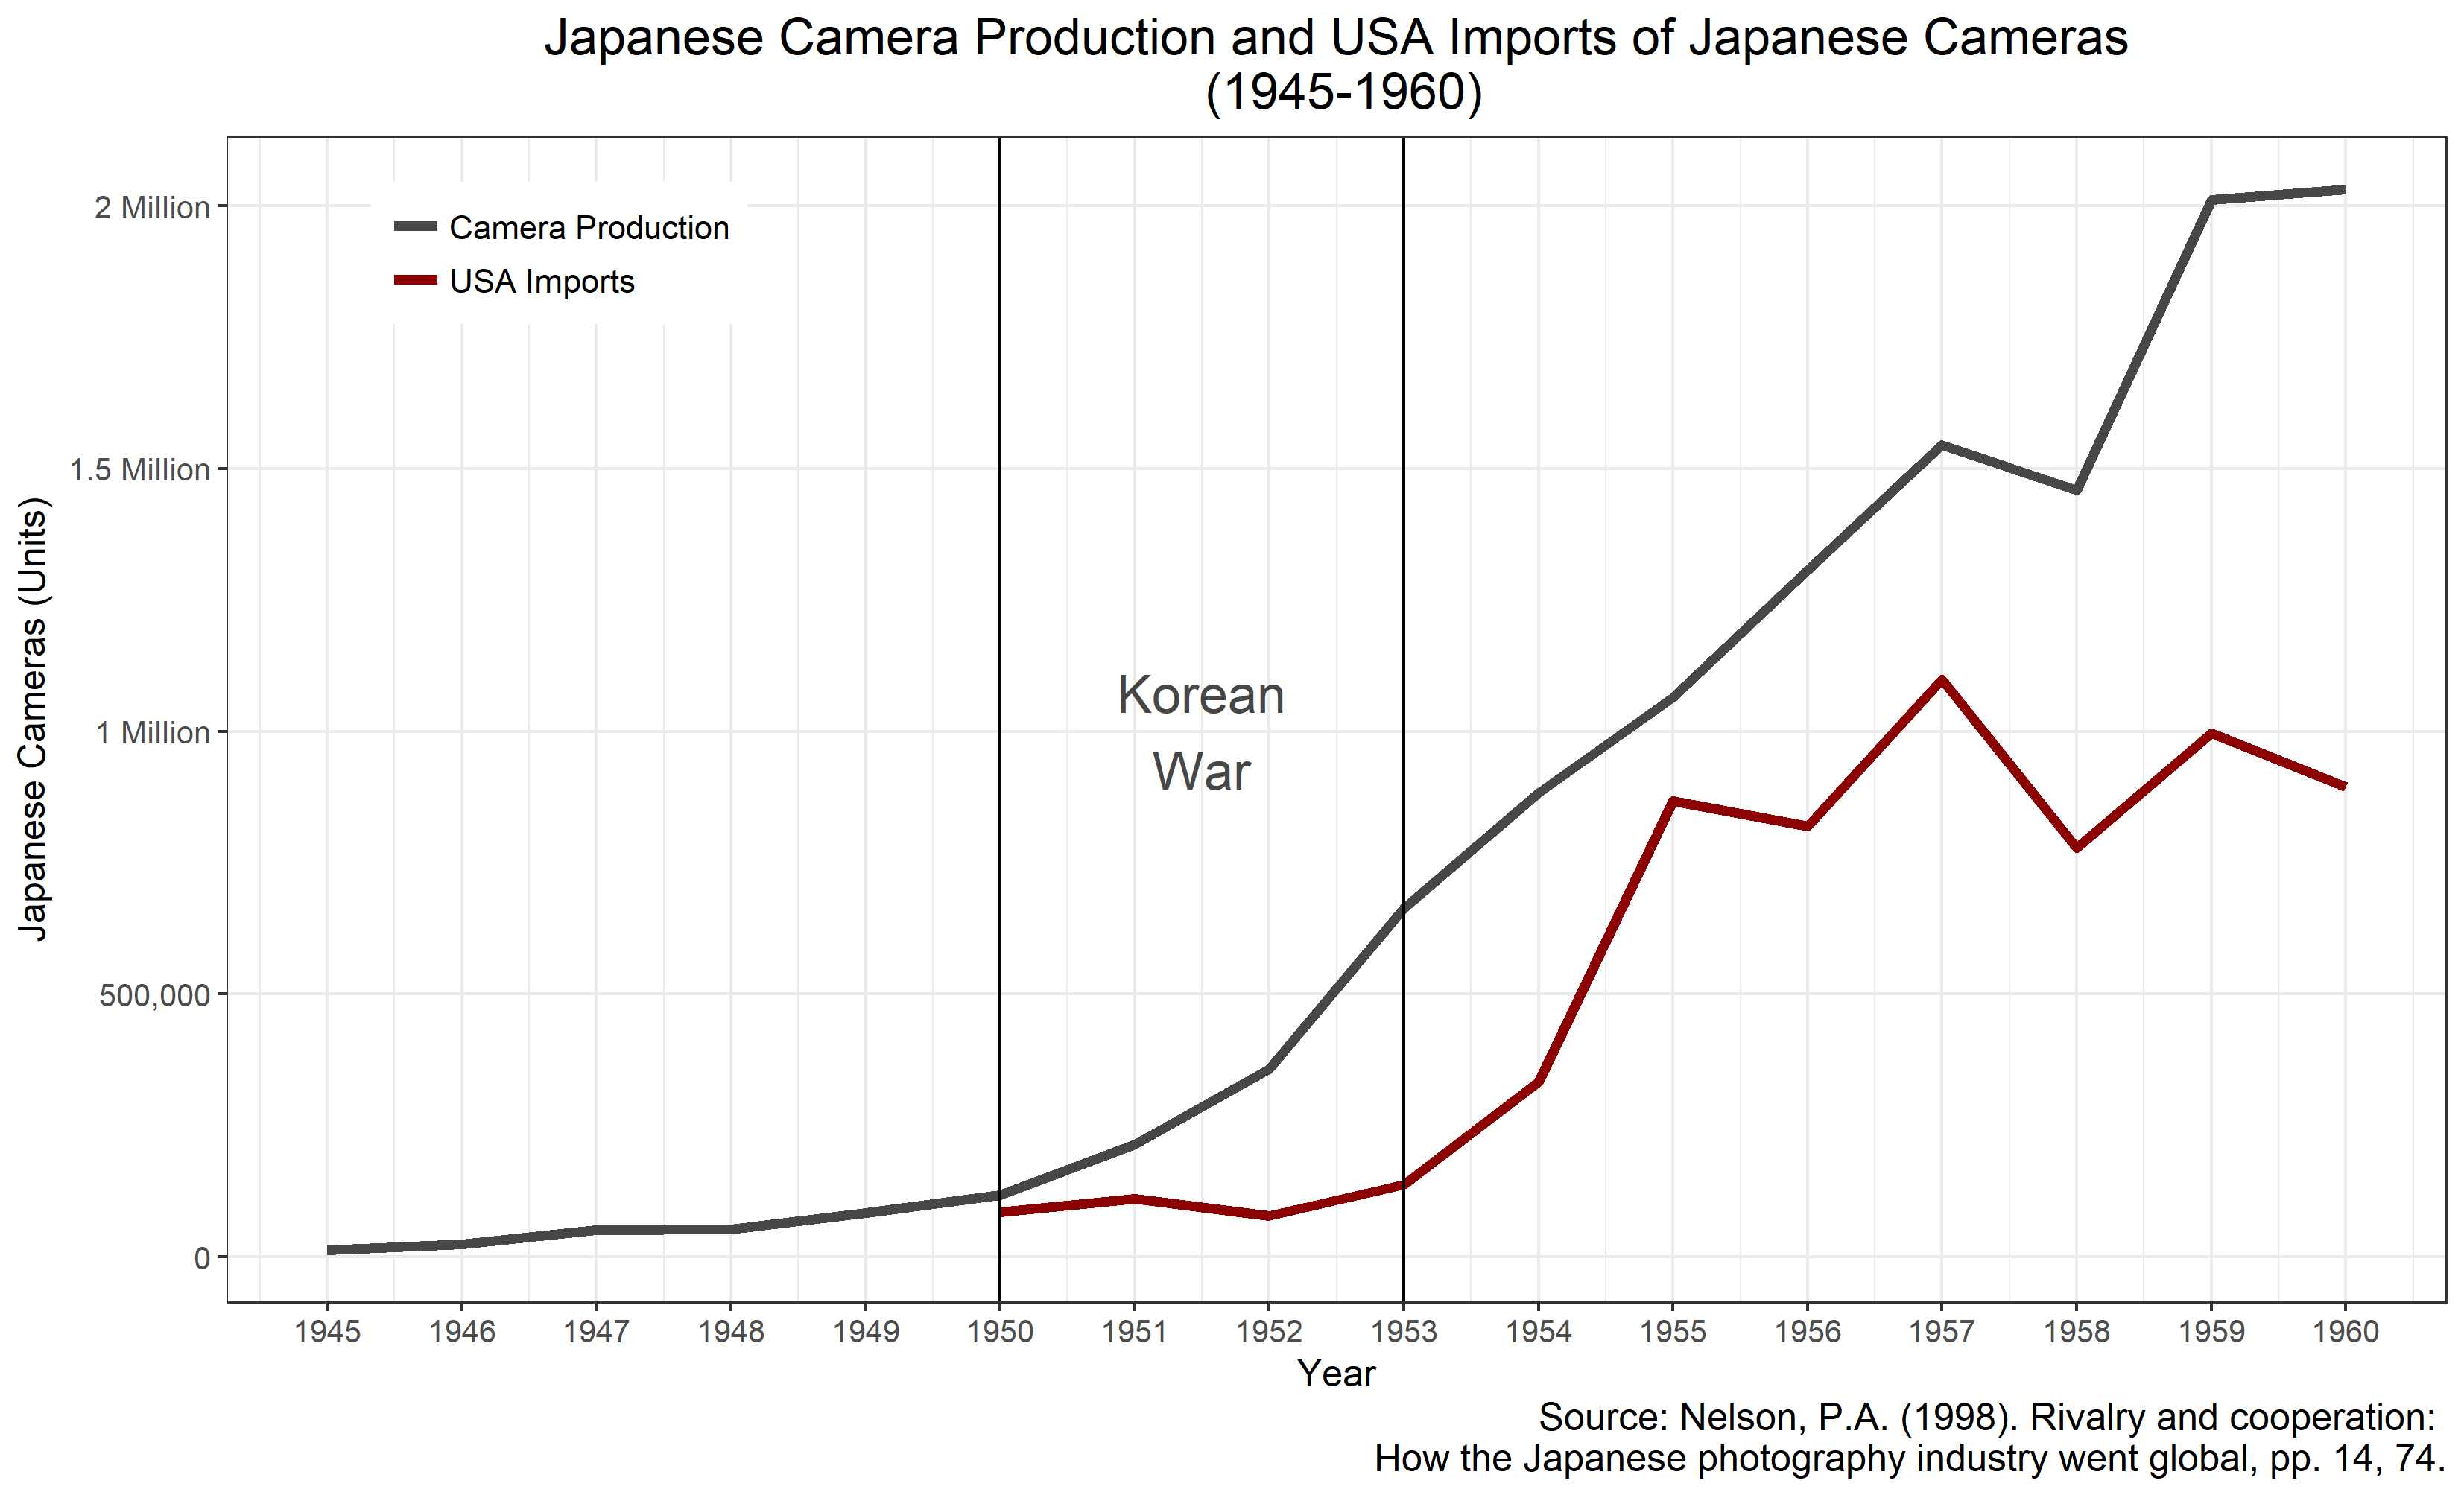 Japanese Camera Production and USA Imports of Japanese Cameras
(1945-1960)
Japanese Cameras (Units)
2 Million
1.5 Million
1 Million
500,000
0
Camera Production
USA Imports
Korean
War
1945 1946 1947 1948 1949 1950 1951 1952 1953 1954 1955 1956 1957 1958 1959 1960
Year
Source: Nelson, P.A. (1998). Rivalry and cooperation:
How the Japanese photography industry went global, pp. 14, 74.